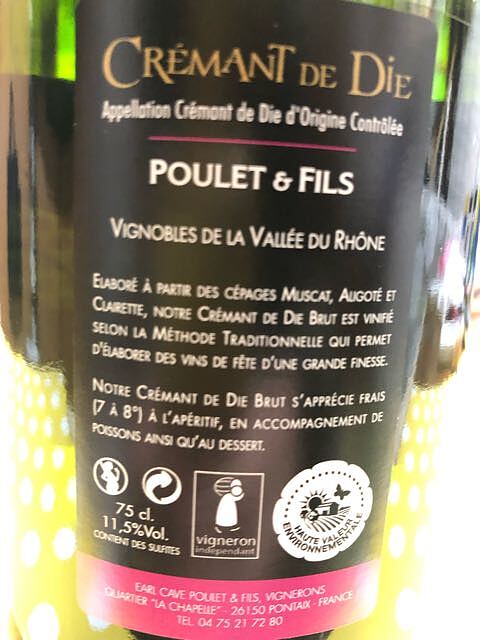 CRÉMANT DE DIE
Appellation Crémant de Die d'Origine Contrôlée
POULET & FILS
VIGNOBLES DE LA VALLÉE DU RHÔNE
ELABORÉ À PARTIR DES CÉPAGES MUSCAT, ALIGOTÉ ET
CLAIRETTE, NOTRE CRÉMANT DE DIE BRUT EST VINIFIÉ
SELON LA MÉTHODE TRADITIONNELLE QUI PERMET
D'ÉLABORER DES VINS DE FÊTE D'UNE GRANDE FINESSE.
NOTRE CRÉMANT DE DIE BRUT S'APPRÉCIE FRAIS
(7 À 8°) À L'APÉRITIF, EN ACCOMPAGNEMENT DE
POISSONS AINSI QU'AU DESSERT.
75 cl.
11,5%Vol.
CONTENT DES SULFITES
vigneron
indépendant
HAUTE VALEUR
ENVIRONNEMENTALE
EARL CAVE POULET & FILS, VIGNERONS
QUARTIER "LA CHAPELLE" - 26150 PONTAIX - FRANCE
TEL 04 75 21 72 80